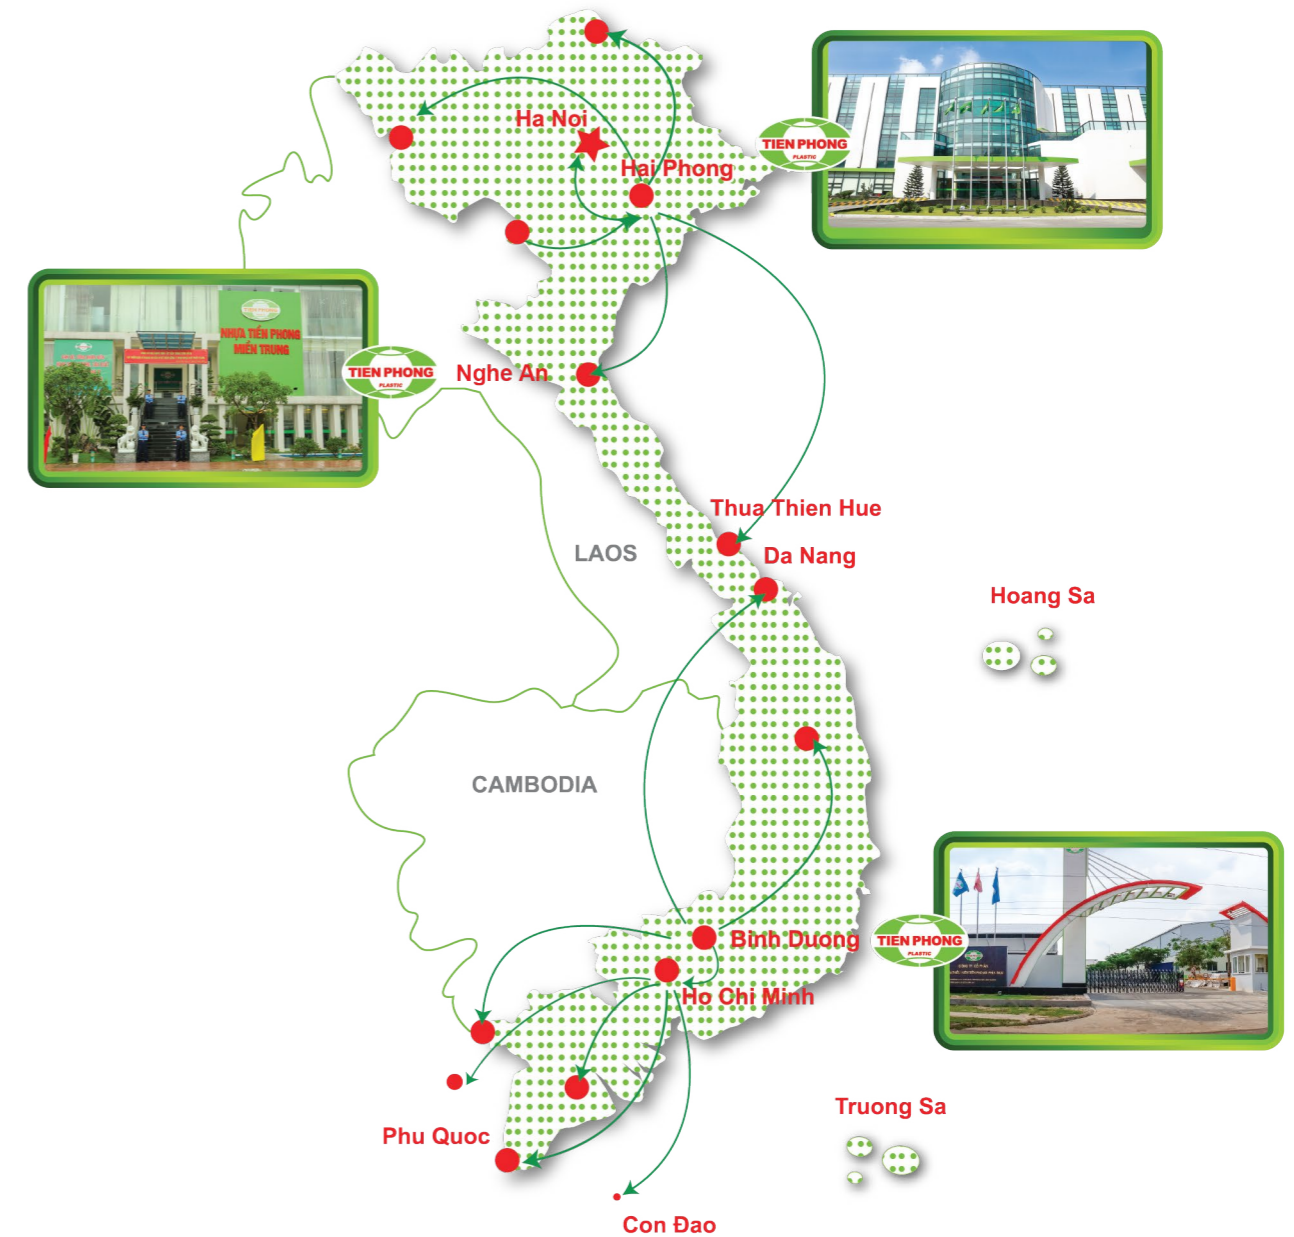 Ha Noi
Hai Phong
TIEN PHONG
PLASTIC
TIEN PHONG
NHỰA TIỀN PHONG
MIỀN TRUNG
TIEN PHONG
PLASTIC
Nghe An
Thua Thien Hue
LAOS
Da Nang
Hoang Sa
CAMBODIA
Binh Duong
TIEN PHONG
PLASTIC
Ho Chi Minh
Truong Sa
Phu Quoc
Con Đao